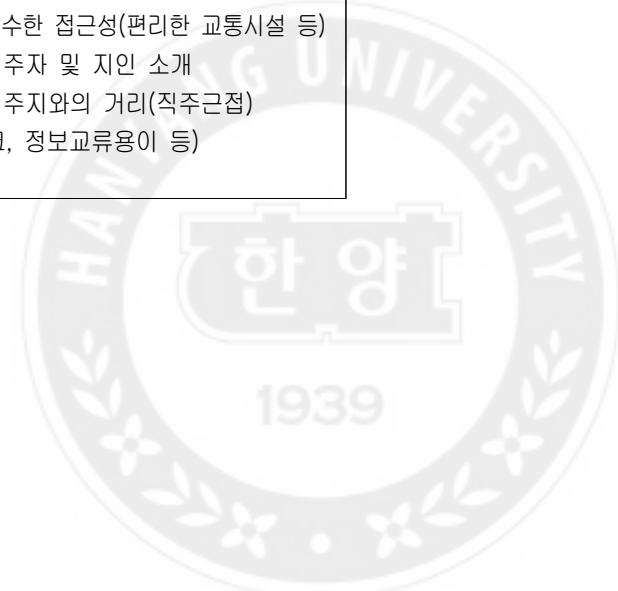 수한 접근성(편리한 교통시설 등)
주자 및 지인 소개
주지와의 거리(직주근접)
, 정보교류용이 등)
HANYANG UNIVERSITY
한양
1939